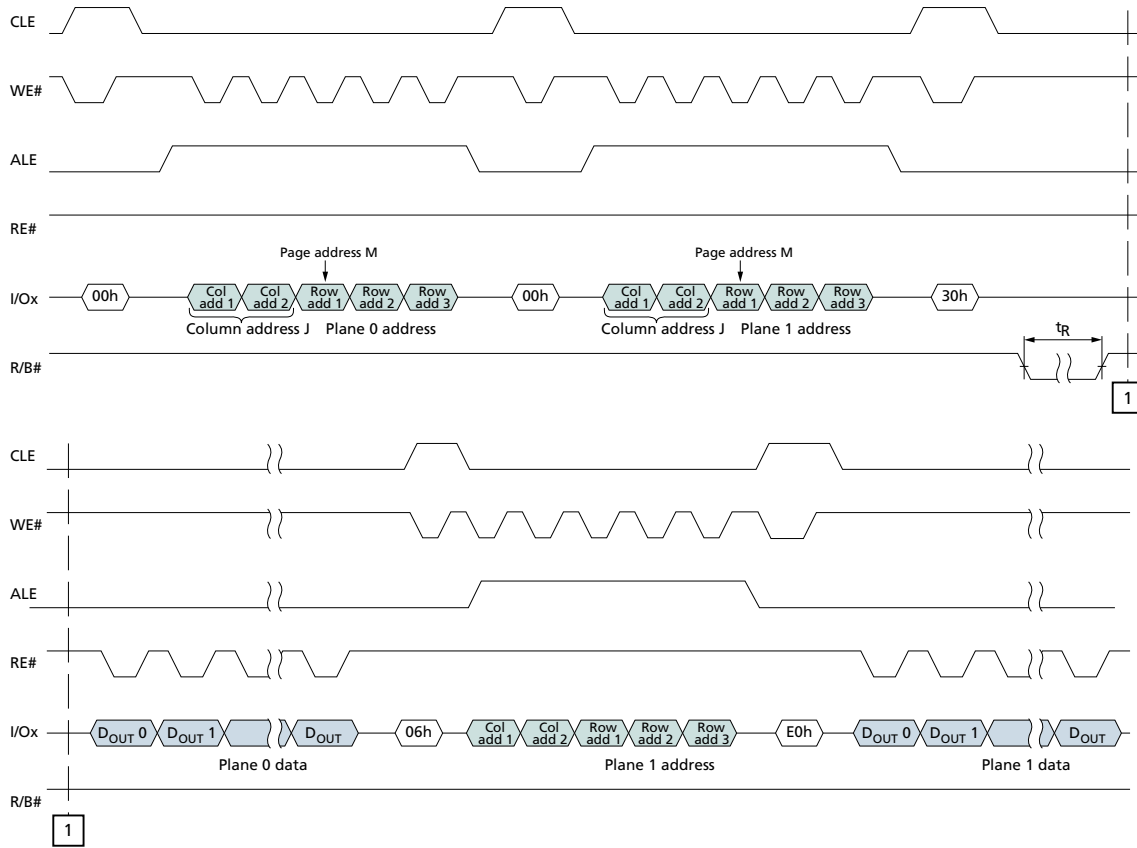 CLE
WE#
ALE
RE#
Page address M Page address M
I/Ox 00h Col add 1 Col add 2 Row add 1 Row add 2 Row add 3 00h Col add 1 Col add 2 Row add 1 Row add 2 Row add 3 30h
Column address J Plane 0 address Column address J Plane 1 address
tR
R/B#
1
CLE
WE#
ALE
RE#
I/Ox DOUT 0 DOUT 1 DOUT 06h Col add 1 Col add 2 Row add 1 Row add 2 Row add 3 E0h DOUT 0 DOUT 1 DOUT
Plane 0 data Plane 1 address Plane 1 data
R/B#
1